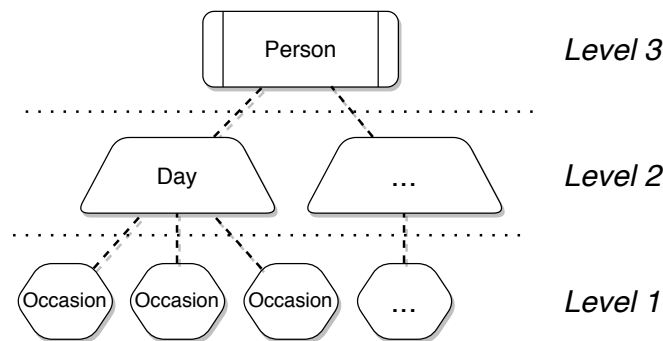 Person
Level 3
Day
...
Level 2
Occasion
Occasion
Occasion
...
Level 1